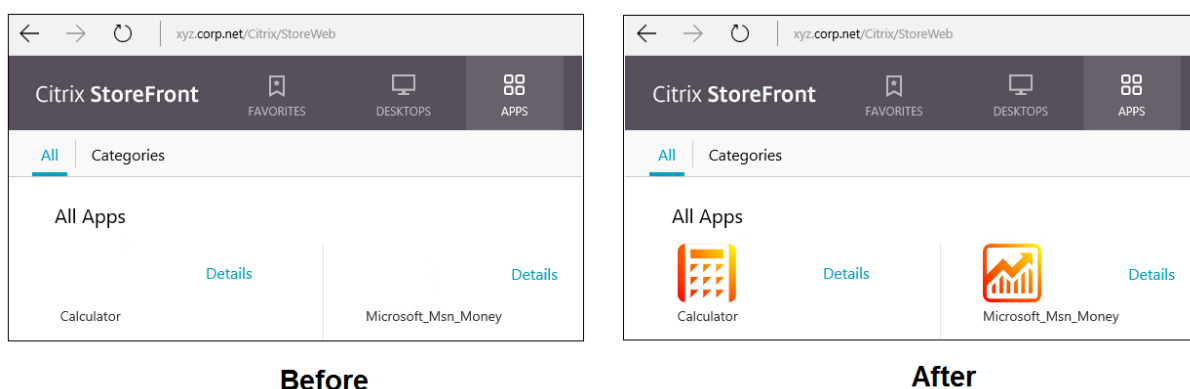 xyz.corp.net/Citrix/StoreWeb
Citrix StoreFront
FAVORITES
DESKTOPS
APPS
All
Categories
All Apps
Details
Details
Calculator
Microsoft_Msn_Money
Before
xyz.corp.net/Citrix/StoreWeb
Citrix StoreFront
FAVORITES
DESKTOPS
APPS
All
Categories
All Apps
Details
Details
Calculator
Microsoft_Msn_Money
After